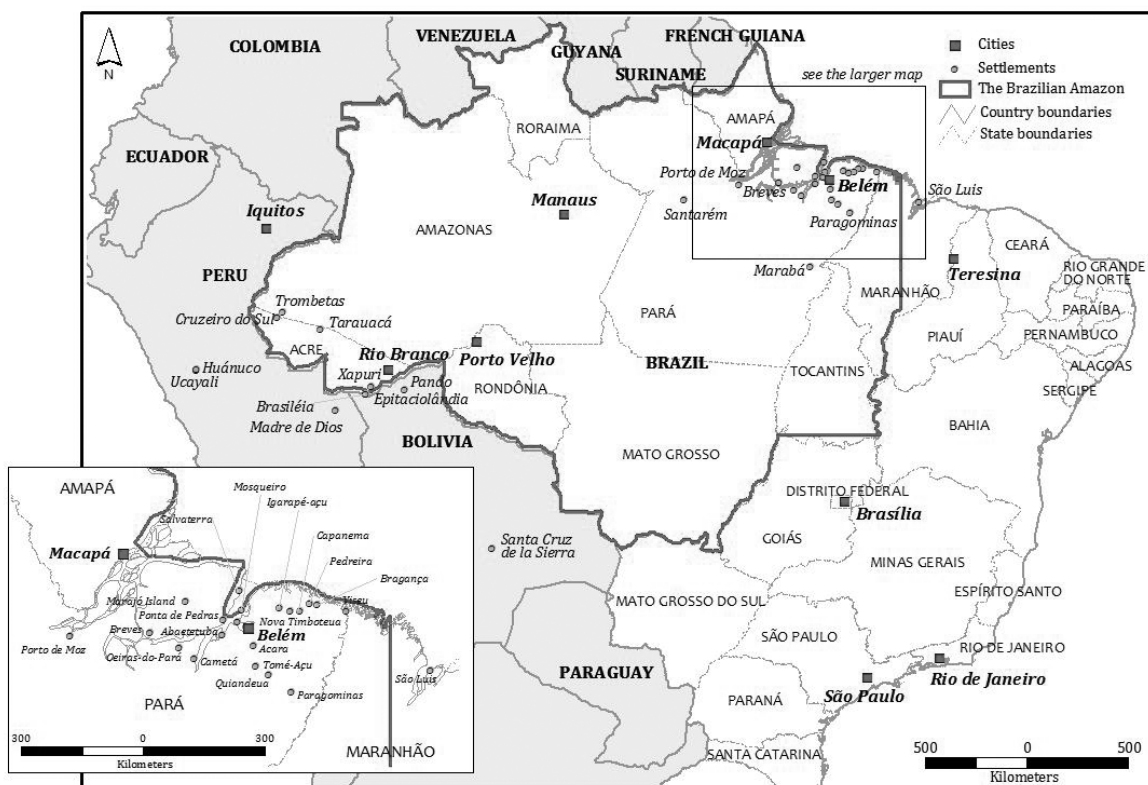 COLOMBIA
VENEZUELA
GUYANA
SURINAME
FRENCH GUIANA
N
see the larger map
Cities
Settlements
The Brazilian Amazon
Country boundaries
State boundaries
ECUADOR
RORAIMA
AMAPÁ
Macapá
Porto de Moz
Breves
Belém
São Luis
Iquitos
Manaus
Santarém
Paragominas
AMAZONAS
CEARÁ
Teresina
RIO GRANDE
DO NORTE
PERU
Marabá
MARANHÃO
PARAÍBA
Trombetas
Cruzeiro do Sul
Tarauacá
PARÁ
PIAUÍ
PERNAMBUCO
ACRE
Rio Branco
Porto Velho
BRAZIL
TOCANTINS
ALAGOAS
SERGIPE
Huánuco
Ucayali
Xapuri
Pando
Epitaciolândia
RONDÔNIA
Brasiléia
Madre de Dios
BOLIVIA
BAHIA
MATO GROSSO
DISTRITO FEDERAL
Brasília
GOIÁS
Santa Cruz
de la Sierra
MINAS GERAIS
ESPÍRITO SANTO
MATO GROSSO DO SUL
SÃO PAULO
RIO DE JANEIRO
Rio de Janeiro
São Paulo
PARAGUAY
PARANÁ
SANTA CATARINA
500 0 500
Kilometers
AMAPÁ
Mosqueiro
Igarapé-açu
Salvaterra
Capanema
Macapá
Pedreira
Bragança
Marajó Island
Viseu
Ponta de Pedras
Nova Timboteua
Breves
Abaetetuba
Belém
Porto de Moz
Acara
Oeiras-do-Pará
Cametá
Tomé-Açu
São Luis
Quiandeua
Paragominas
PARÁ
300 0 300
Kilometers
MARANHÃO